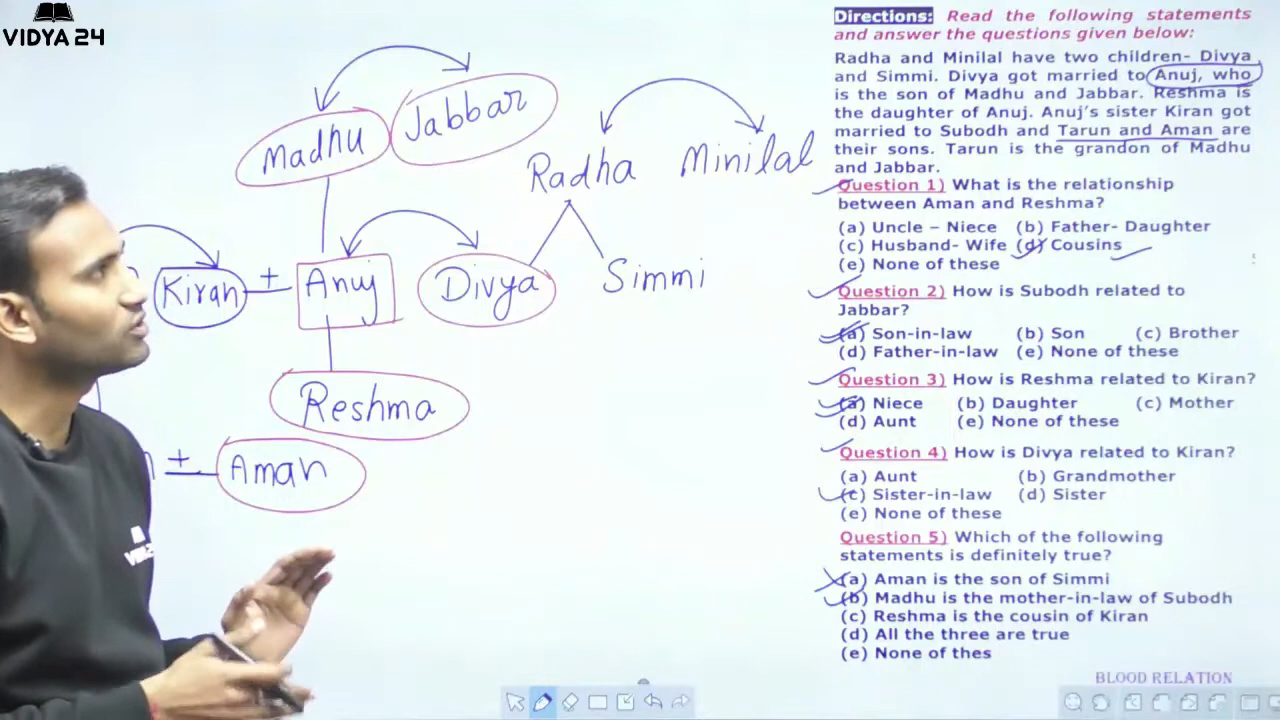 VIDYA 24
Madhu Jabbar
Radha Minilal
Kiran + Anuj Divya Simmi
Reshma
+ Aman
VIDYA 24
Directions: Read the following statements
and answer the questions given below:
Radha and Minilal have two children- Divya
and Simmi. Divya got married to Anuj, who
is the son of Madhu and Jabbar. Reshma is
the daughter of Anuj. Anuj's sister Kiran got
married to Subodh and Tarun and Aman are
their sons. Tarun is the grandon of Madhu
and Jabbar.
Question 1) What is the relationship
between Aman and Reshma?
(a) Uncle – Niece (b) Father- Daughter
(c) Husband- Wife (d) Cousins
(e) None of these
Question 2) How is Subodh related to
Jabbar?
(a) Son-in-law (b) Son (c) Brother
(d) Father-in-law (e) None of these
Question 3) How is Reshma related to Kiran?
(a) Niece (b) Daughter (c) Mother
(d) Aunt (e) None of these
Question 4) How is Divya related to Kiran?
(a) Aunt (b) Grandmother
(c) Sister-in-law (d) Sister
(e) None of these
Question 5) Which of the following
statements is definitely true?
(a) Aman is the son of Simmi
(b) Madhu is the mother-in-law of Subodh
(c) Reshma is the cousin of Kiran
(d) All the three are true
(e) None of thes
BLOOD RELATION